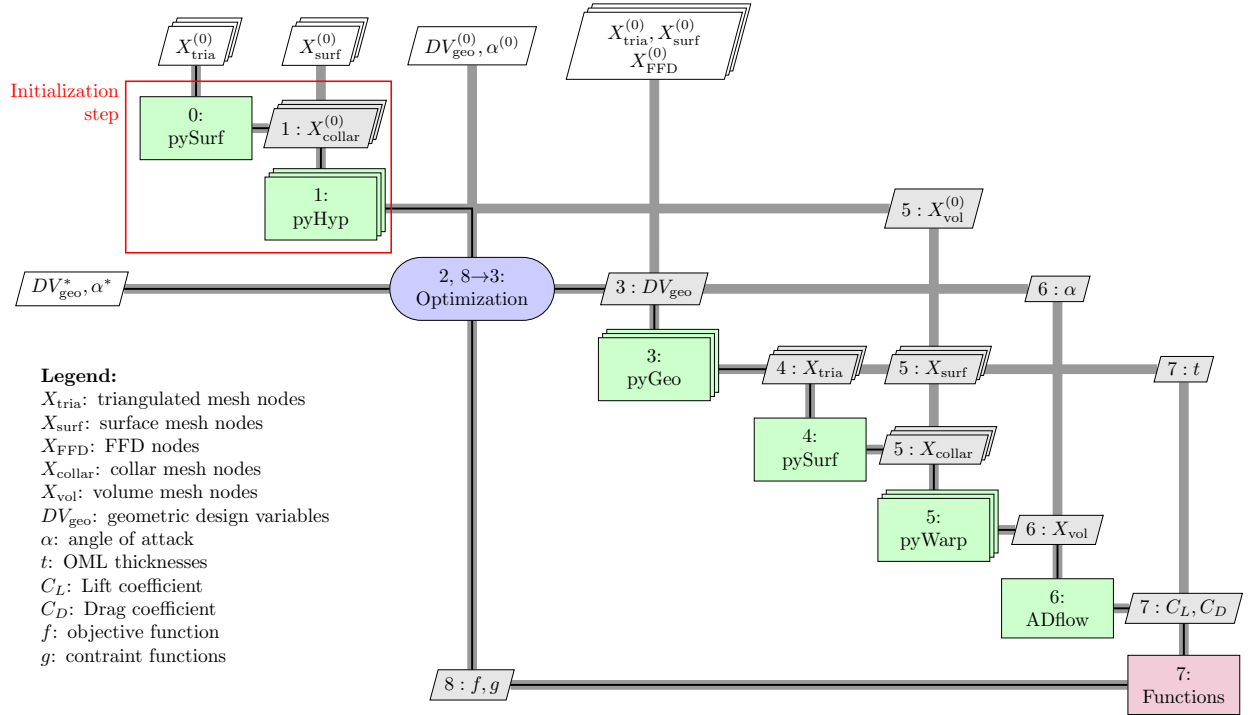 X_tria^(0)
X_surf^(0)
DV_geo^(0), α^(0)
X_tria^(0), X_surf^(0)
X_FFD^(0)
Initialization
step
0:
pySurf
1 : X_collar^(0)
1:
pyHyp
5 : X_vol^(0)
DV_geo^*, α^*
2, 8→3:
Optimization
3 : DV_geo
6 : α
3:
pyGeo
4 : X_tria
5 : X_surf
7 : t
4:
pySurf
5 : X_collar
5:
pyWarp
6 : X_vol
6:
ADflow
7 : C_L, C_D
8 : f, g
7:
Functions
Legend:
X_tria: triangulated mesh nodes
X_surf: surface mesh nodes
X_FFD: FFD nodes
X_collar: collar mesh nodes
X_vol: volume mesh nodes
DV_geo: geometric design variables
α: angle of attack
t: OML thicknesses
C_L: Lift coefficient
C_D: Drag coefficient
f: objective function
g: contraint functions